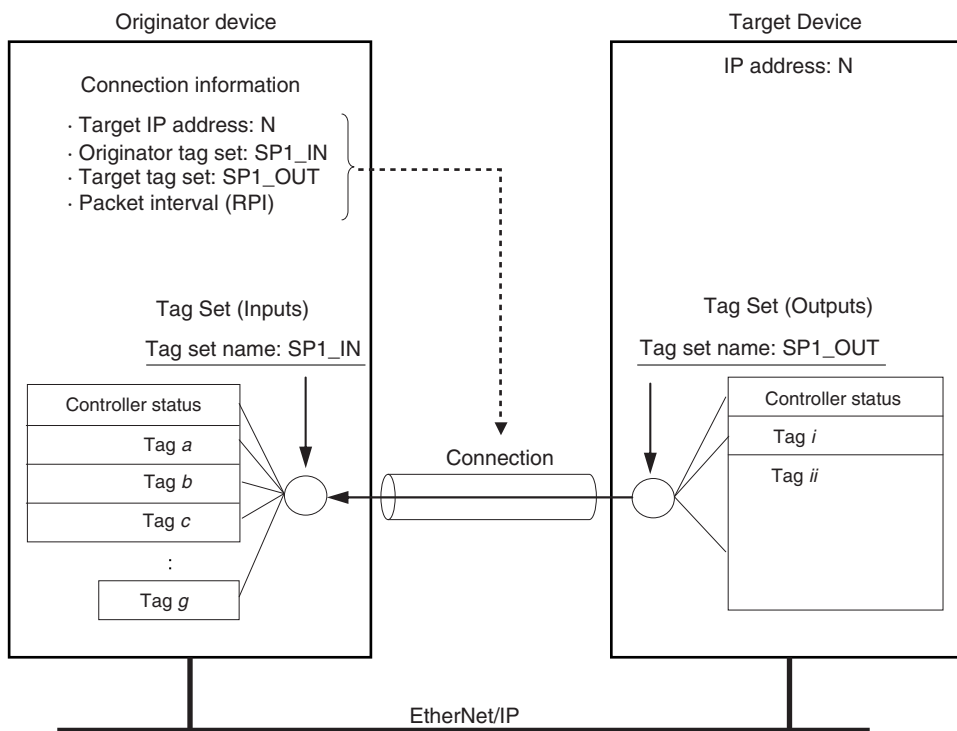 Originator device
Target Device
IP address: N
Connection information
· Target IP address: N
· Originator tag set: SP1_IN
· Target tag set: SP1_OUT
· Packet interval (RPI)
Tag Set (Inputs)
Tag set name: SP1_IN
Tag Set (Outputs)
Tag set name: SP1_OUT
Controller status
Tag a
Tag b
Tag c
:
Tag g
Connection
Controller status
Tag i
Tag ii
EtherNet/IP